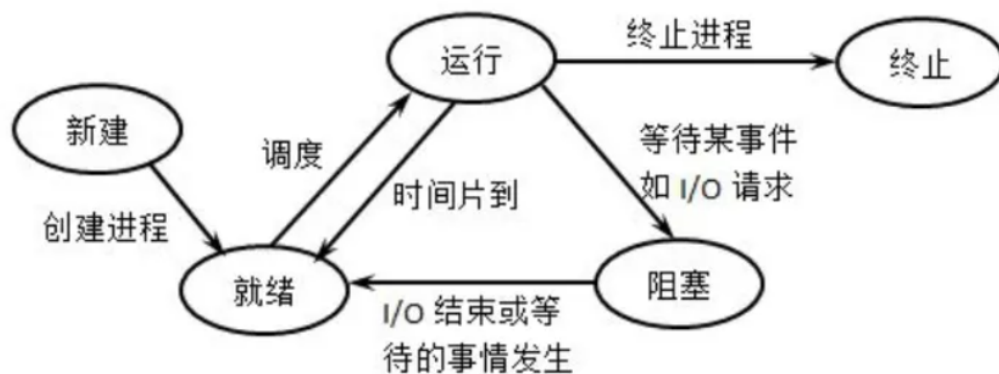 运行
终止进程
终止
新建
调度
等待某事件
如 I/O 请求
时间片到
创建进程
就绪
阻塞
I/O 结束或等
待的事情发生